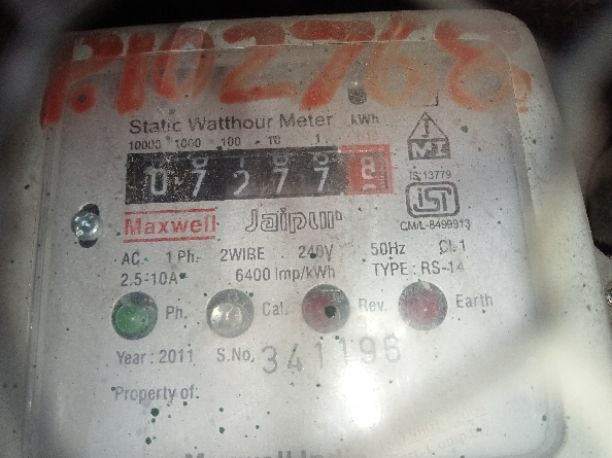 P.102768
Static Watthour Meter kWh
10000 1000 100 10 1
07277 8
IS:13779
ISI
CM/L-8499913
Maxwell Jaipur
AC. 1 Ph. 2WIBE 240V 50Hz Cl.1
2.5-10A 6400 Imp/kWh TYPE : RS-14
Ph. Cal. Rev. Earth
Year : 2011 S.No. 341196
Property of: